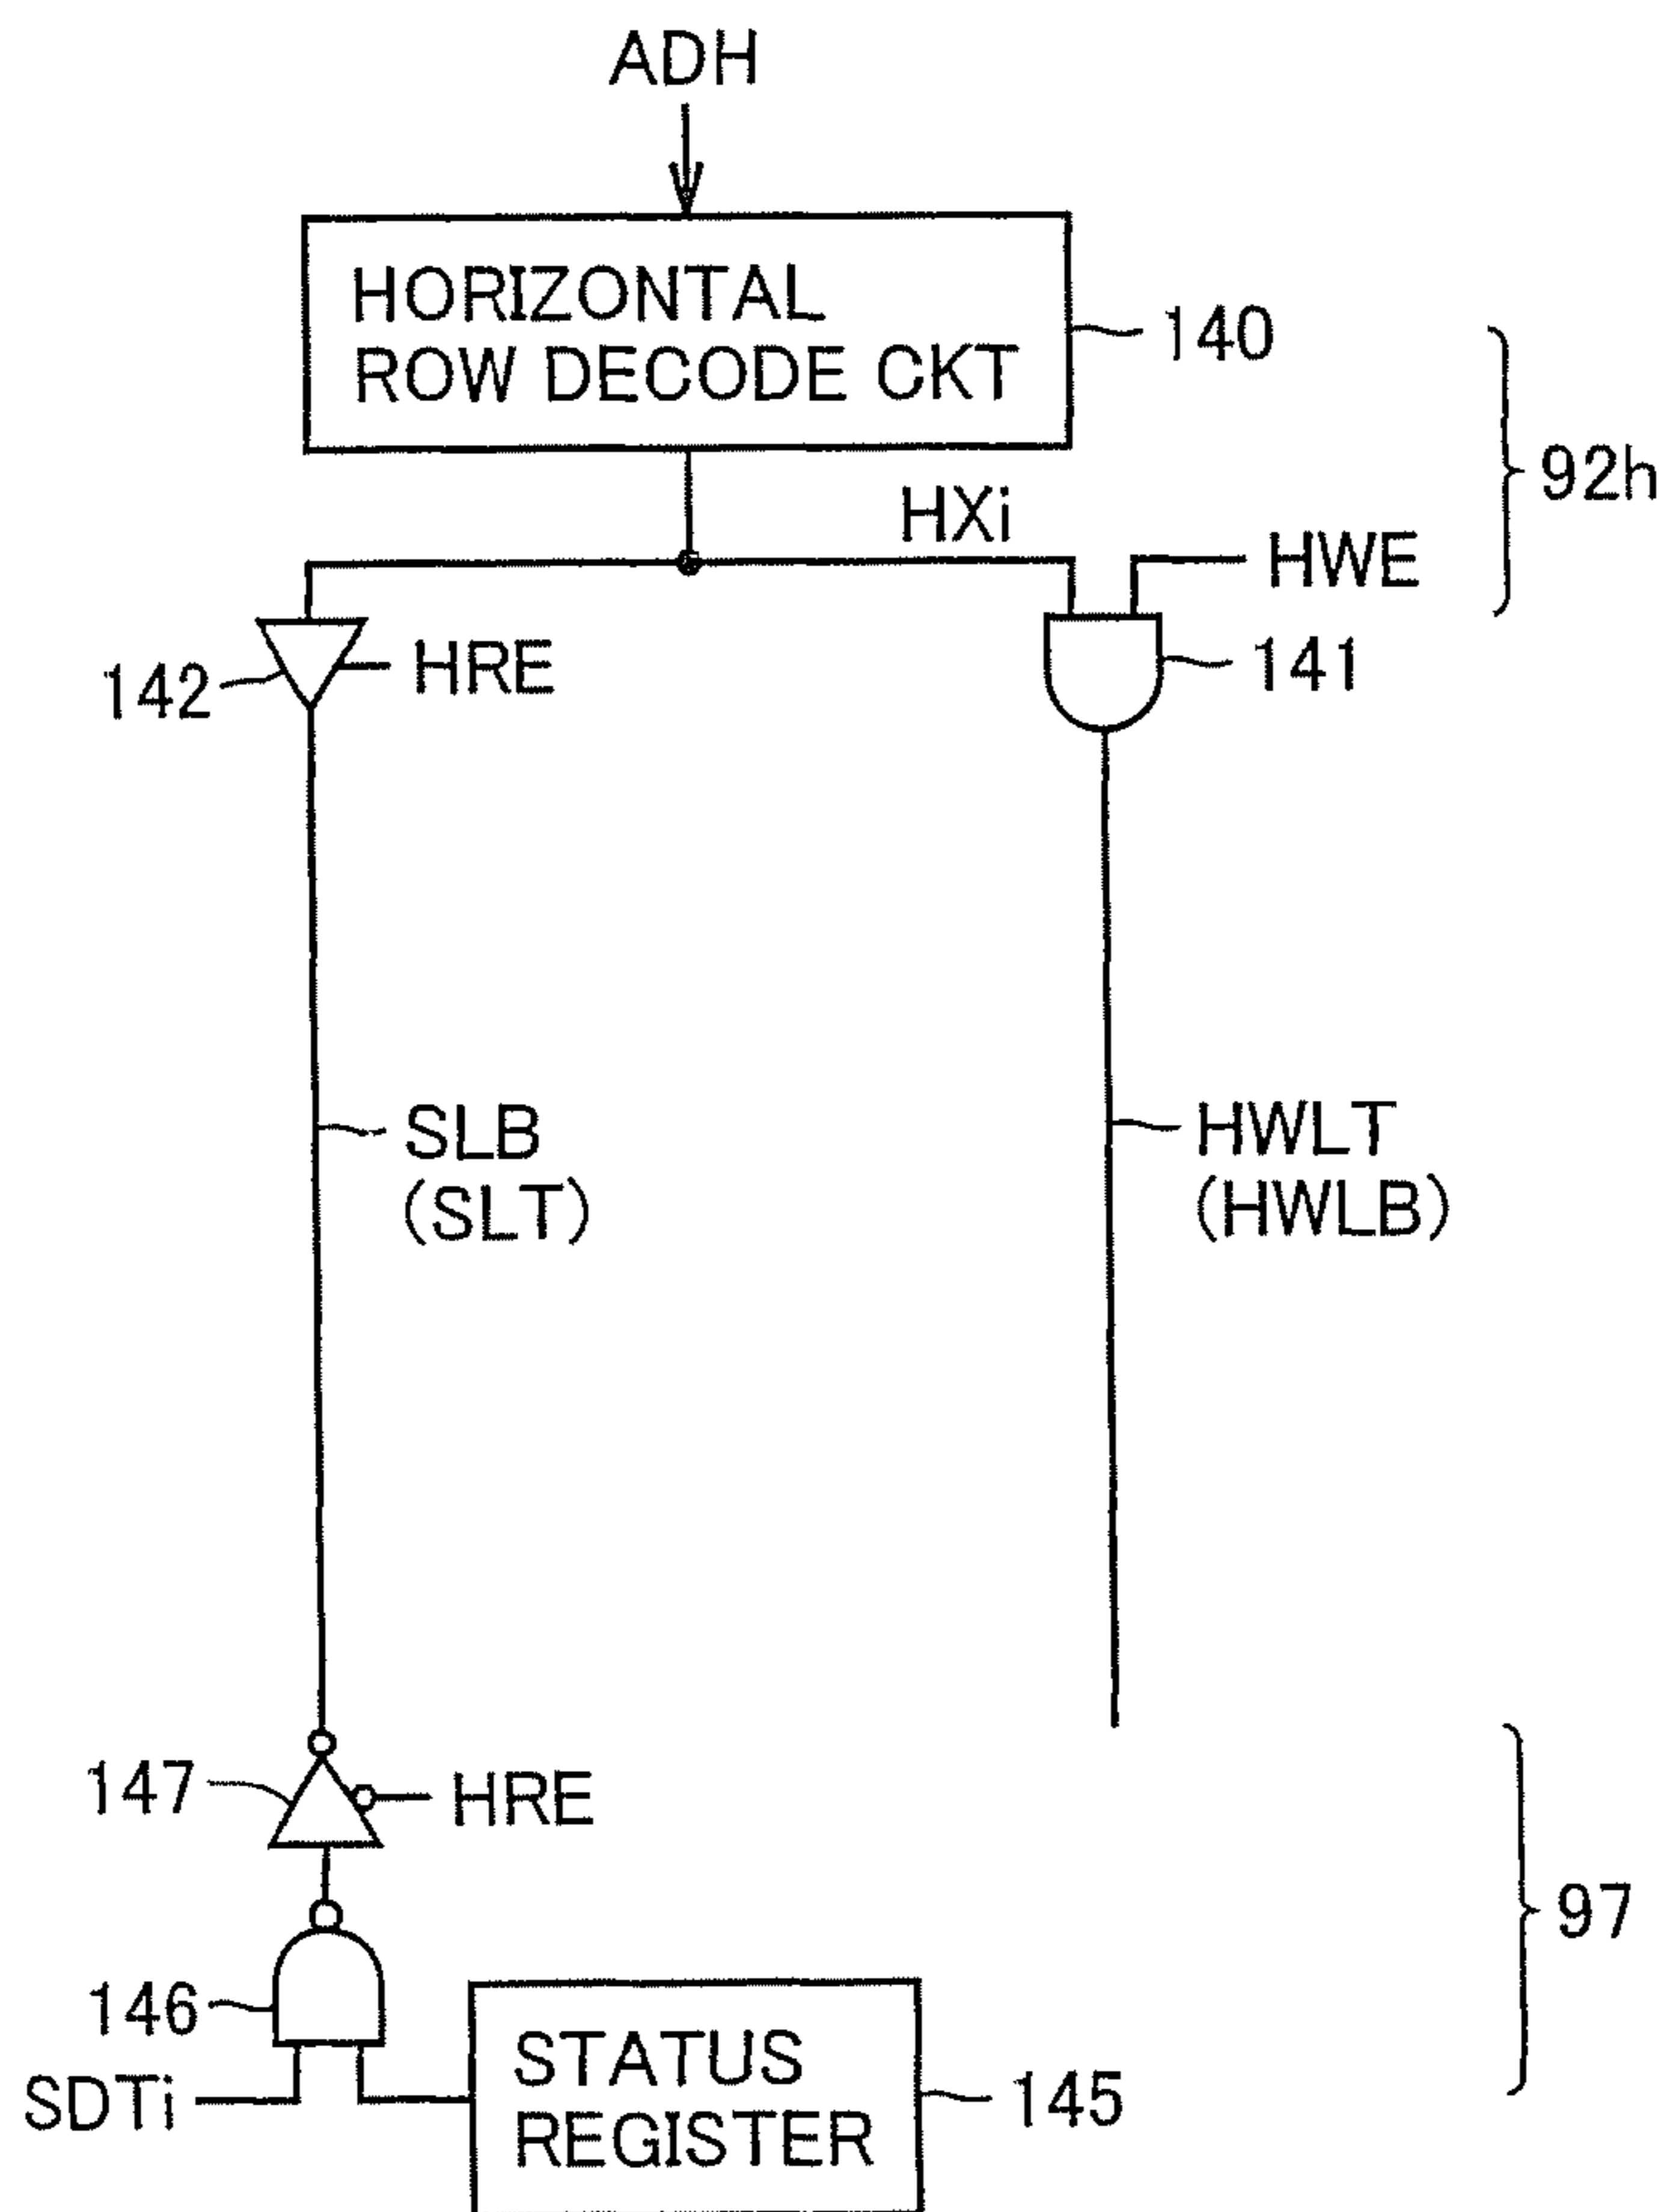 ADH
HORIZONTAL
ROW DECODE CKT
140
92h
HXi
HWE
142
HRE
141
SLB
(SLT)
HWLT
(HWLB)
147
HRE
97
146
SDTi
STATUS
REGISTER
145